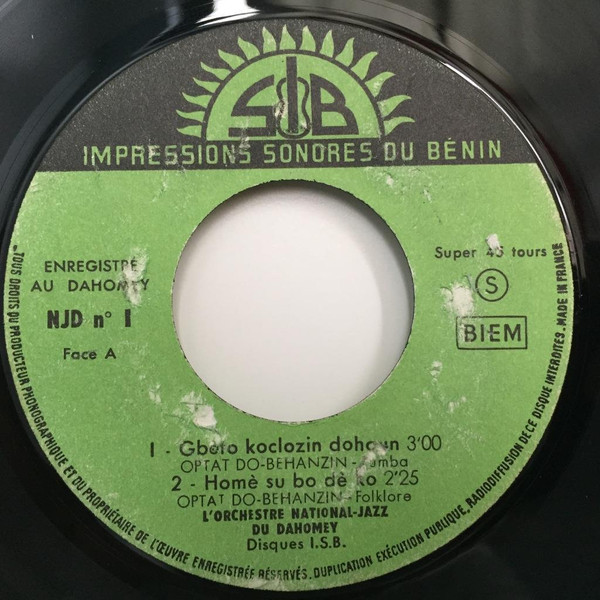 ISB
IMPRESSIONS SONORES DU BÉNIN
ENREGISTRÉ
AU DAHOMEY
NJD n° 1
Face A
Super 45 tours
S
BIEM
1 - Gbeto koclozin dohoun 3'00
OPTAT DO-BEHANZIN - Rumba
2 - Homè su bo dè ko 2'25
OPTAT DO-BEHANZIN - Folklore
L'ORCHESTRE NATIONAL-JAZZ
DU DAHOMEY
Disques I.S.B.
TOUS DROITS DU PRODUCTEUR PHONOGRAPHIQUE ET DU PROPRIÉTAIRE DE L'ŒUVRE ENREGISTRÉE RÉSERVÉS. DUPLICATION EXÉCUTION PUBLIQUE, RADIODIFFUSION DE CE DISQUE INTERDITES. MADE IN FRANCE